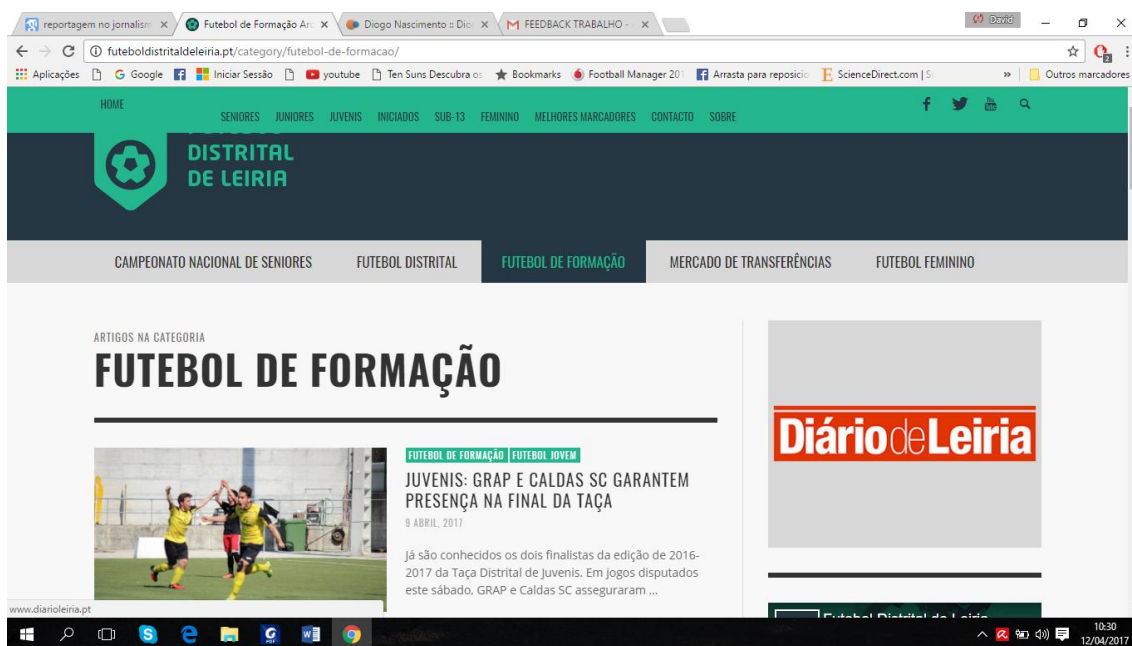 reportagem no jornalism
Futebol de Formação Arc
Diogo Nascimento :: Dio
FEEDBACK TRABALHO -
David
futeboldistritaldeleiria.pt/category/futebol-de-formacao/
Aplicações
Google
Iniciar Sessão
youtube
Ten Suns Descubra os
Bookmarks
Football Manager 201
Arrasta para reposicio
ScienceDirect.com | S
»
Outros marcadores
HOME
SENIORES JUNIORES JUVENIS INICIADOS SUB-13 FEMININO MELHORES MARCADORES CONTACTO SOBRE
DISTRITAL
DE LEIRIA
CAMPEONATO NACIONAL DE SENIORES FUTEBOL DISTRITAL FUTEBOL DE FORMAÇÃO MERCADO DE TRANSFERÊNCIAS FUTEBOL FEMININO
ARTIGOS NA CATEGORIA
FUTEBOL DE FORMAÇÃO
DiáriodeLeiria
FUTEBOL DE FORMAÇÃO FUTEBOL JOVEM
JUVENIS: GRAP E CALDAS SC GARANTEM
PRESENÇA NA FINAL DA TAÇA
9 ABRIL, 2017
Já são conhecidos os dois finalistas da edição de 2016-
2017 da Taça Distrital de Juvenis. Em jogos disputados
este sábado, GRAP e Caldas SC asseguraram ...
www.diarioleiria.pt
Futebol Distrital de Leiria
10:30
12/04/2017